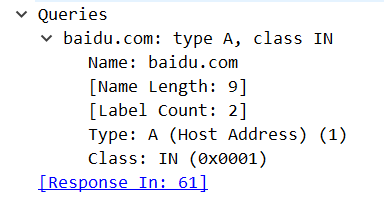 Queries
baidu.com: type A, class IN
Name: baidu.com
[Name Length: 9]
[Label Count: 2]
Type: A (Host Address) (1)
Class: IN (0x0001)
[Response In: 61]